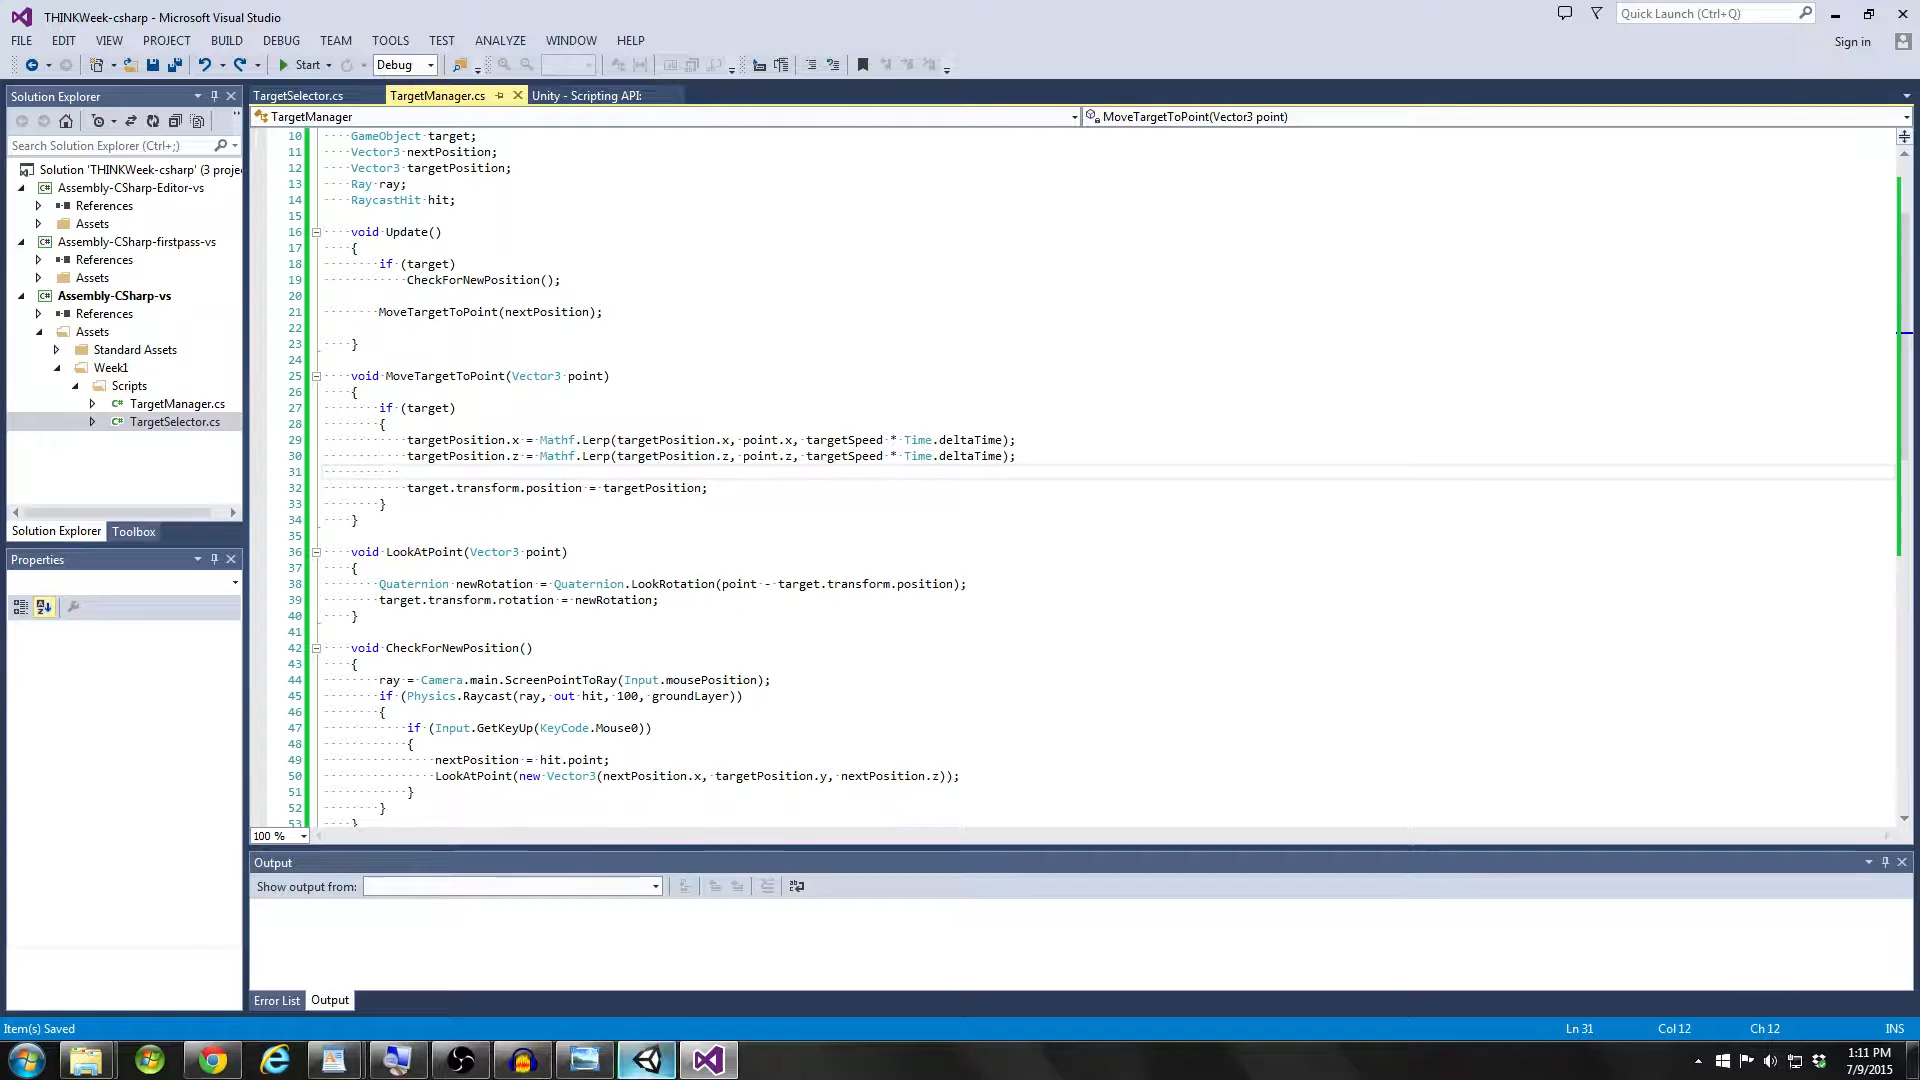 THINKWeek-csharp - Microsoft Visual Studio
Quick Launch (Ctrl+Q)
FILE EDIT VIEW PROJECT BUILD DEBUG TEAM TOOLS TEST ANALYZE WINDOW HELP
Sign in
Start Debug
Solution Explorer
Search Solution Explorer (Ctrl+;)
Solution 'THINKWeek-csharp' (3 proje
Assembly-CSharp-Editor-vs
References
Assets
Assembly-CSharp-firstpass-vs
References
Assets
Assembly-CSharp-vs
References
Assets
Standard Assets
Week1
Scripts
TargetManager.cs
TargetSelector.cs
Solution Explorer Toolbox
Properties
TargetSelector.cs TargetManager.cs Unity - Scripting API:
TargetManager MoveTargetToPoint(Vector3 point)
10 GameObject target;
11 Vector3 nextPosition;
12 Vector3 targetPosition;
13 Ray ray;
14 RaycastHit hit;
15
16 void Update()
17 {
18 if (target)
19 CheckForNewPosition();
20
21 MoveTargetToPoint(nextPosition);
22
23 }
24
25 void MoveTargetToPoint(Vector3 point)
26 {
27 if (target)
28 {
29 targetPosition.x = Mathf.Lerp(targetPosition.x, point.x, targetSpeed * Time.deltaTime);
30 targetPosition.z = Mathf.Lerp(targetPosition.z, point.z, targetSpeed * Time.deltaTime);
31
32 target.transform.position = targetPosition;
33 }
34 }
35
36 void LookAtPoint(Vector3 point)
37 {
38 Quaternion newRotation = Quaternion.LookRotation(point - target.transform.position);
39 target.transform.rotation = newRotation;
40 }
41
42 void CheckForNewPosition()
43 {
44 ray = Camera.main.ScreenPointToRay(Input.mousePosition);
45 if (Physics.Raycast(ray, out hit, 100, groundLayer))
46 {
47 if (Input.GetKeyUp(KeyCode.Mouse0))
48 {
49 nextPosition = hit.point;
50 LookAtPoint(new Vector3(nextPosition.x, targetPosition.y, nextPosition.z));
51 }
52 }
53 }
100 %
Output
Show output from:
Error List Output
Item(s) Saved Ln 31 Col 12 Ch 12 INS
1:11 PM
7/9/2015